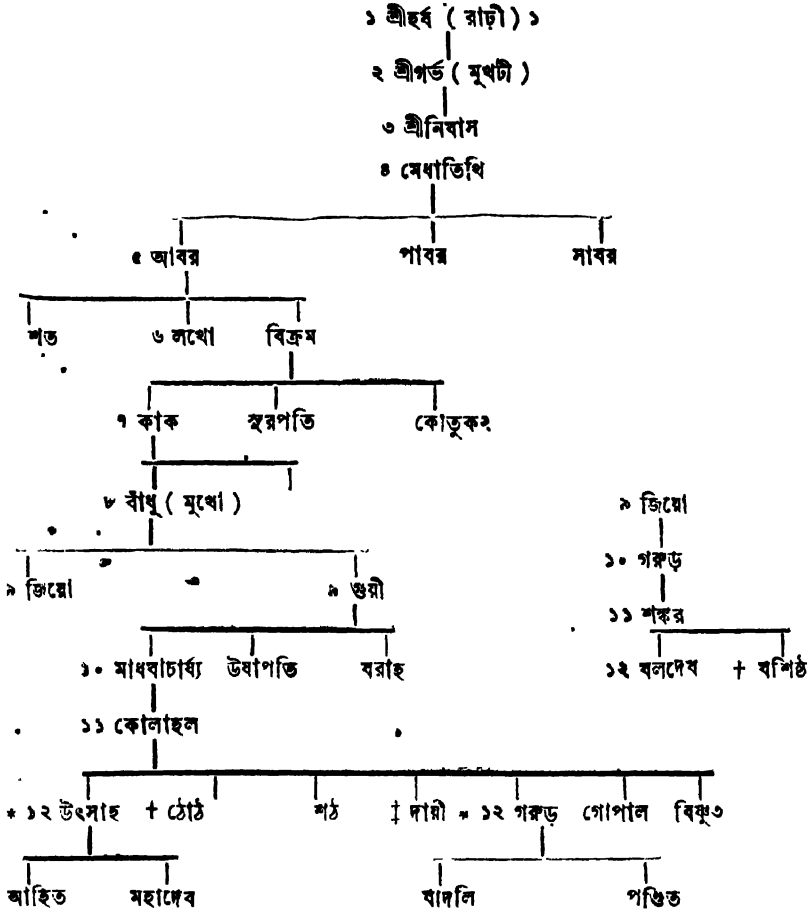 ১ শ্রীহর্ষ ( রাঢ়ী ) ১
২ শ্রীগর্ভ ( মুখটী )
৩ শ্রীনিবাস
৪ মেধাতিথি
৫ আবর পাবর সাবর
শত ৬ লখো বিক্রম
৭ কাক সুরপতি কোতুক২
৮ বাঁধু ( মুখো ) ৯ জিয়ো
১০ গরুড়
৯ জিয়ো ৯ গুয়ী
১১ শঙ্কর
১০ মাধবাচার্য্য উষাপতি বরাহ ১২ বলদেব † বশিষ্ঠ
১১ কোলাহল
* ১২ উৎসাহ † ঠোঠ শঠ ‡ দায়ী * ১২ গরুড় গোপাল বিষ্ণু৩
আহিত মহাদেব বাদলি পণ্ডিত